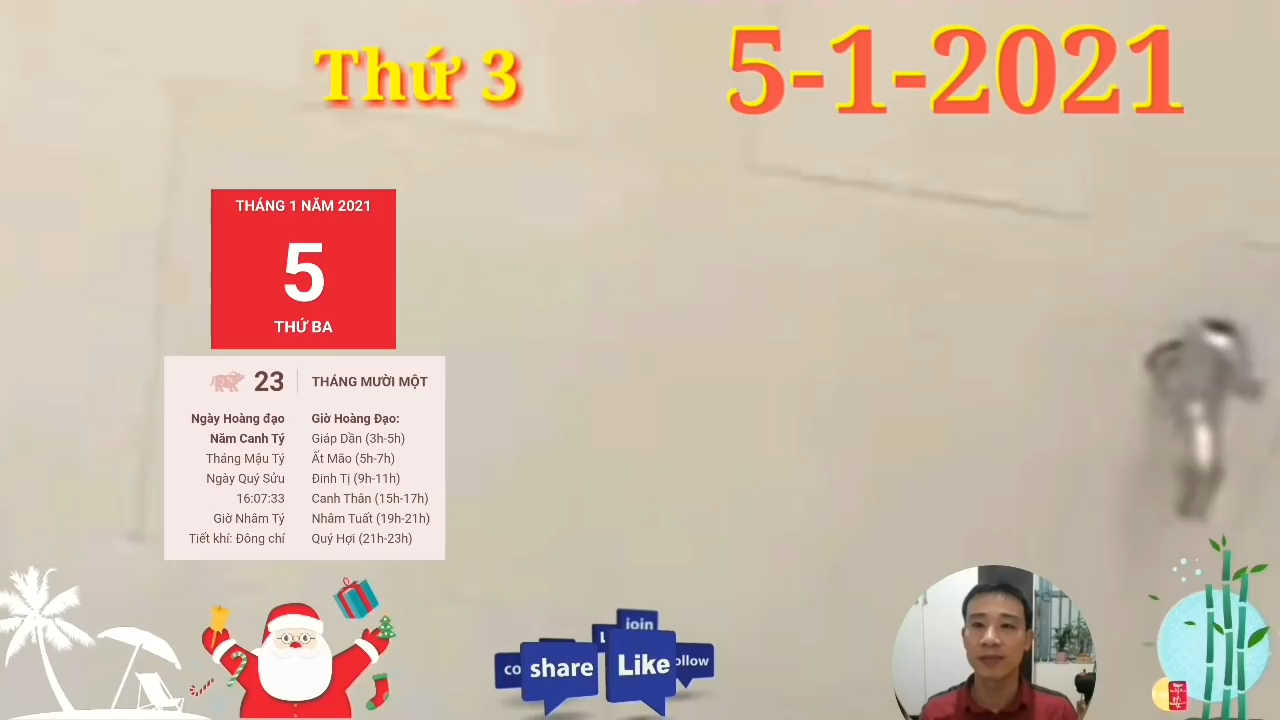 Thứ 3
5-1-2021
THÁNG 1 NĂM 2021
5
THỨ BA
23
THÁNG MƯỜI MỘT
Ngày Hoàng đạo
Năm Canh Tý
Tháng Mậu Tý
Ngày Quý Sửu
16:07:33
Giờ Nhâm Tý
Tiết khí: Đông chí
Giờ Hoàng Đạo:
Giáp Dần (3h-5h)
Ất Mão (5h-7h)
Đinh Tị (9h-11h)
Canh Thân (15h-17h)
Nhâm Tuất (19h-21h)
Quý Hợi (21h-23h)
join
share
Like